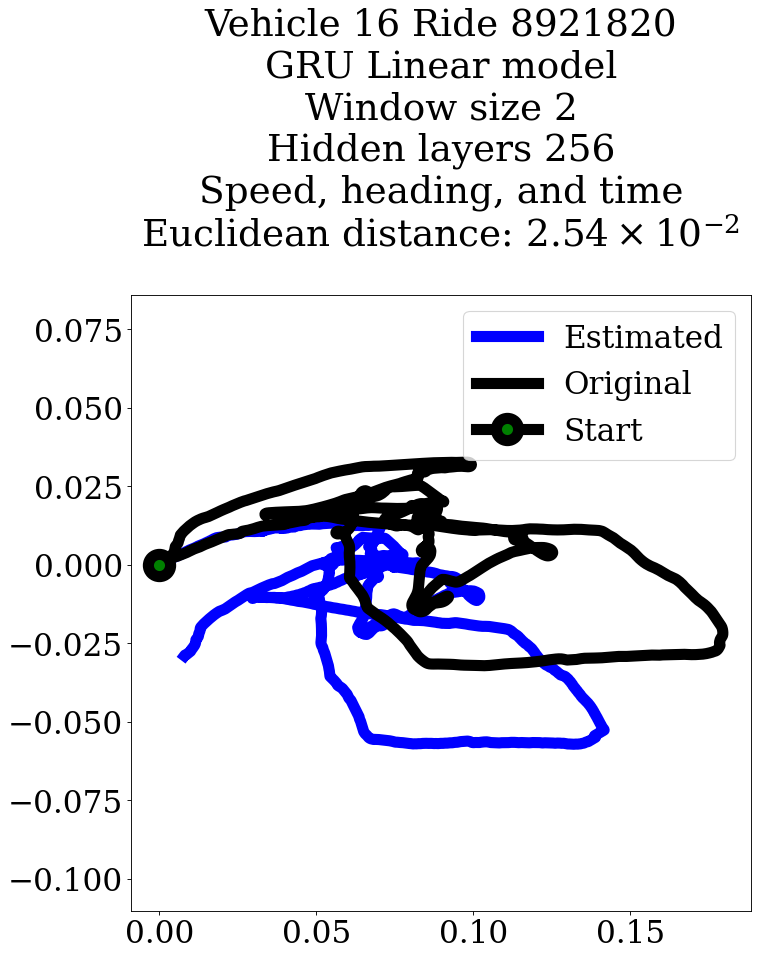 Vehicle 16 Ride 8921820
GRU Linear model
Window size 2
Hidden layers 256
Speed, heading, and time
Euclidean distance: 2.54 × 10⁻²
Estimated
Original
Start
0.075
0.050
0.025
0.000
−0.025
−0.050
−0.075
−0.100
0.00 0.05 0.10 0.15